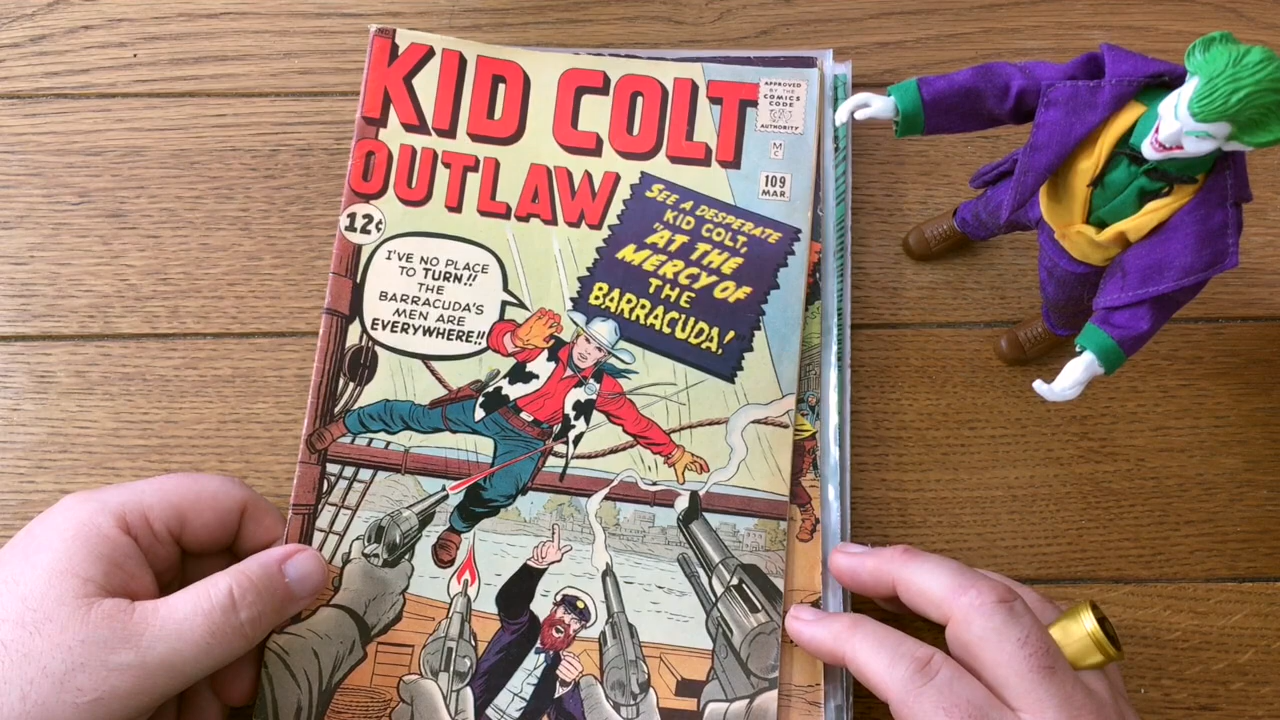 IND.
KID COLT
OUTLAW
APPROVED
BY THE
COMICS
CODE
AUTHORITY
M
C
109
MAR.
12¢
SEE A DESPERATE
KID COLT,
"AT THE
MERCY OF
THE
BARRACUDA!
I'VE NO PLACE
TO TURN!!
THE
BARRACUDA'S
MEN ARE
EVERYWHERE!!